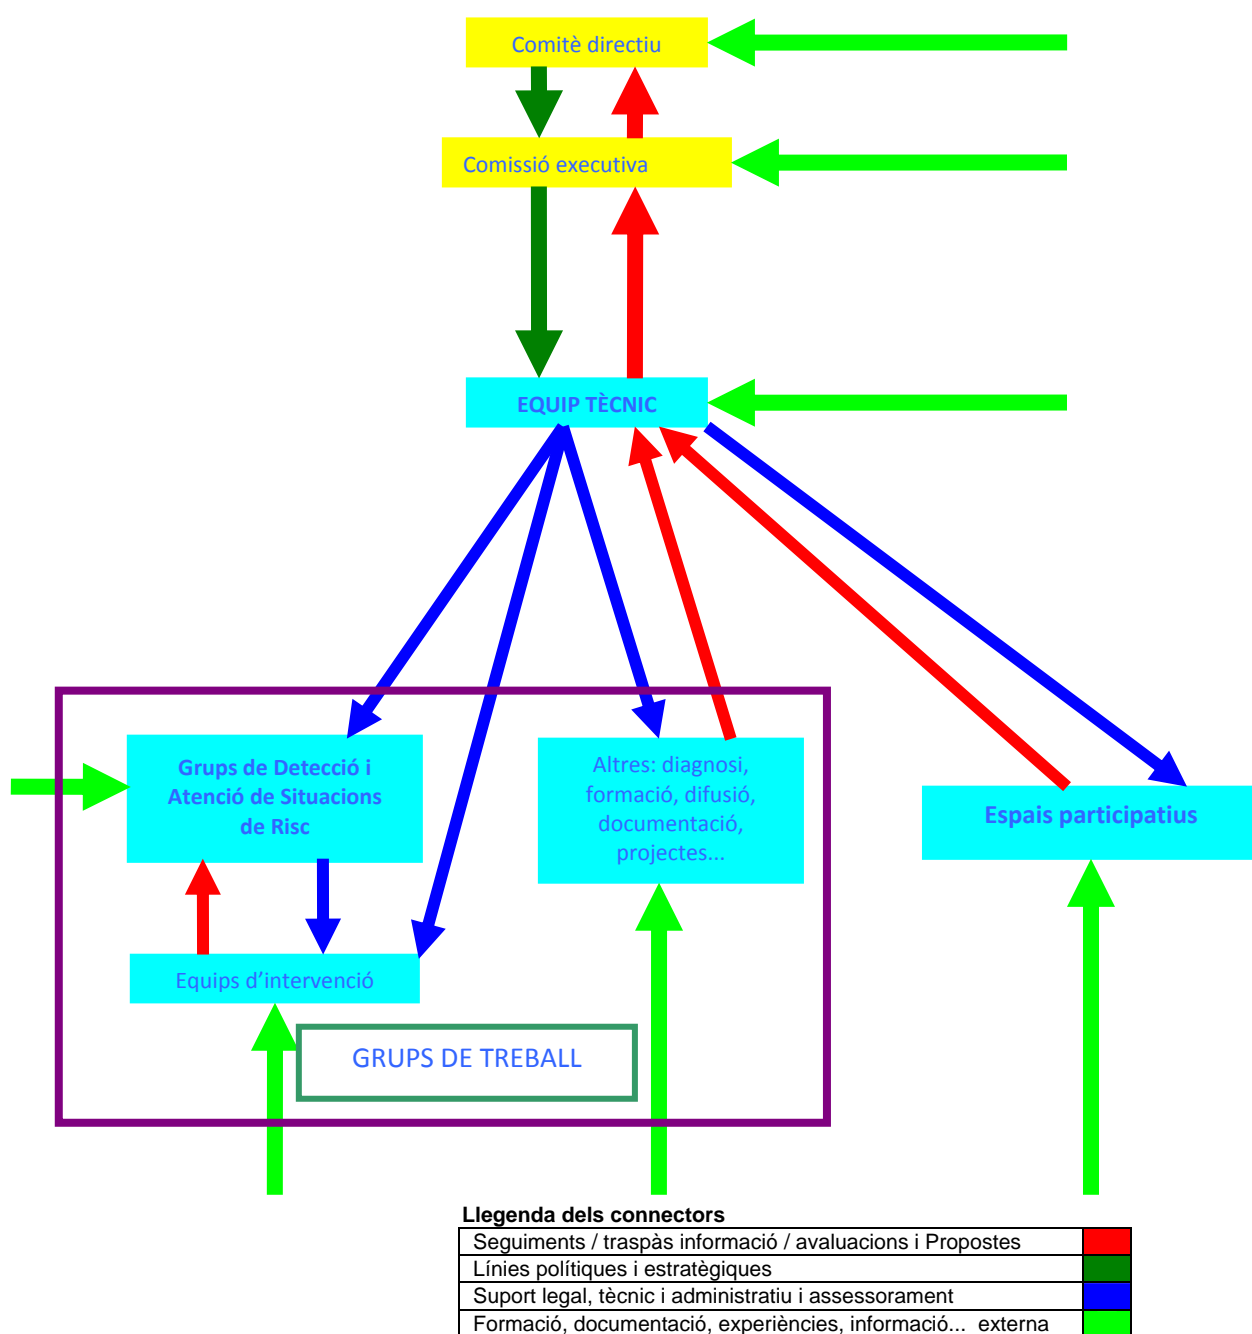 Comitè directiu
Comissió executiva
EQUIP TÈCNIC
Grups de Detecció i
Atenció de Situacions
de Risc
Altres: diagnosi,
formació, difusió,
documentació,
projectes...
Espais participatius
Equips d’intervenció
GRUPS DE TREBALL
Llegenda dels connectors
Seguiments / traspàs informació / avaluacions i Propostes
Línies polítiques i estratègiques
Suport legal, tècnic i administratiu i assessorament
Formació, documentació, experiències, informació... externa